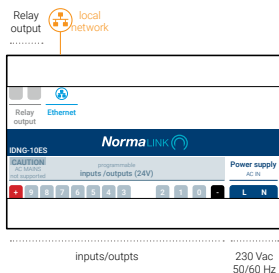 Relay
output
local
network
Relay
output
Ethernet
IDNG-10ES
NormaLINK
CAUTION
AC MAINS
not supported
programmable
inputs /outputs (24V)
Power supply
AC IN
+ 9 8 7 6 5 4 3 2 1 0 - L N
inputs/outpts
230 Vac
50/60 Hz